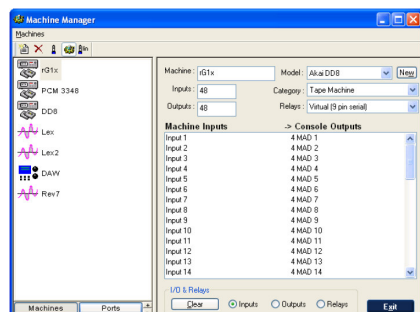 Machine Manager
Machines
lin
rG1x
PCM 3348
DD8
Lex
Lex2
DAW
Rev7
Machines
Ports
Machine : rG1x
Model : Akai DD8
New
Inputs : 48
Category : Tape Machine
Outputs : 48
Relays : Virtual (9 pin serial)
Machine Inputs -> Console Outputs
Input 1 4 MAD 1
Input 2 4 MAD 2
Input 3 4 MAD 3
Input 4 4 MAD 4
Input 5 4 MAD 5
Input 6 4 MAD 6
Input 7 4 MAD 7
Input 8 4 MAD 8
Input 9 4 MAD 9
Input 10 4 MAD 10
Input 11 4 MAD 11
Input 12 4 MAD 12
Input 13 4 MAD 13
Input 14 4 MAD 14
I/O & Relays
Clear
Inputs
Outputs
Relays
Exit